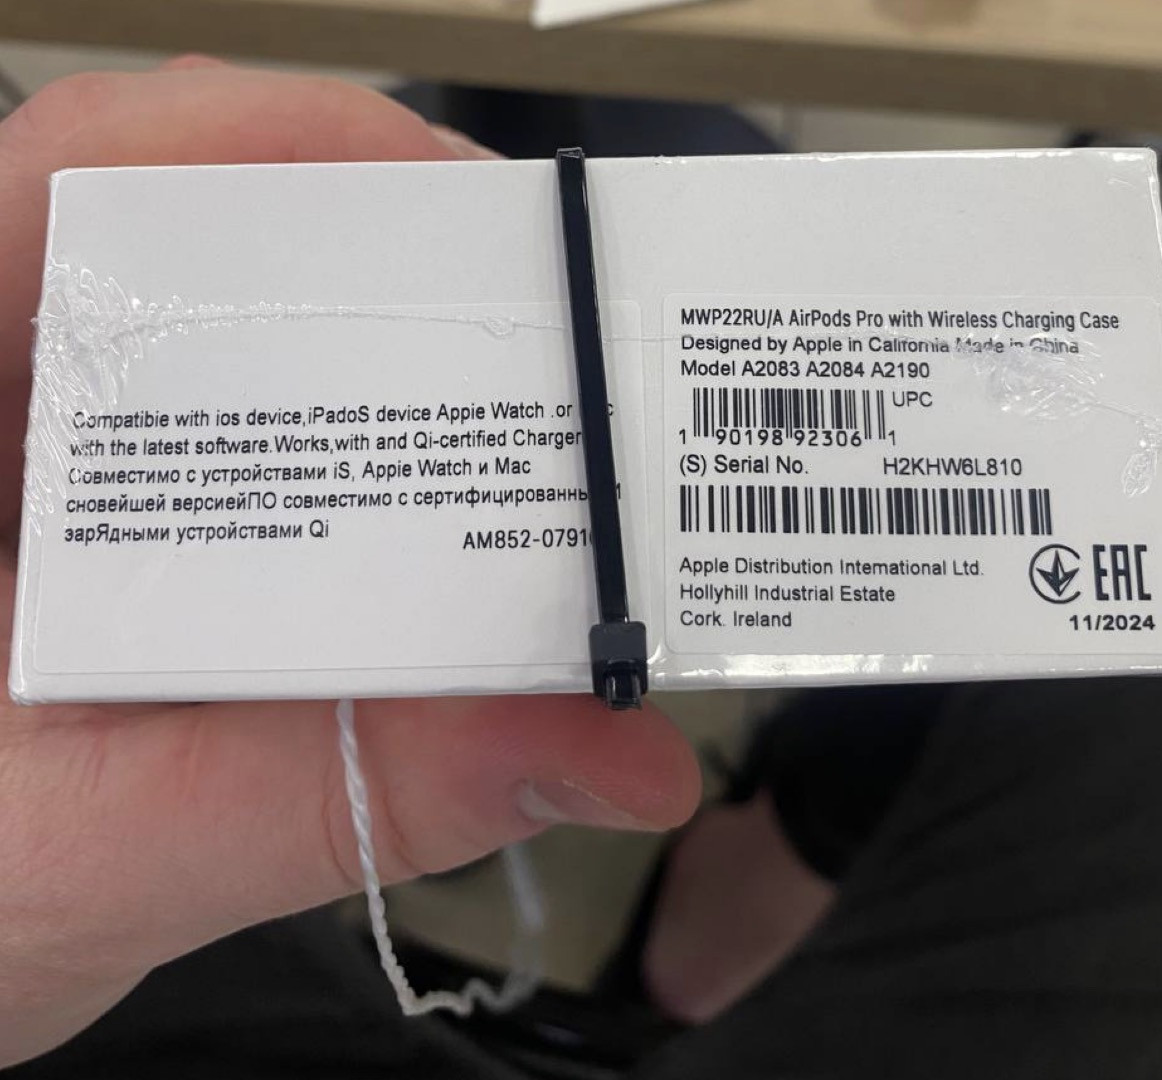 Compatibie with ios device,iPadoS device Appie Watch .or
with the latest software.Works,with and Qi-certified Charger
Совместимо с устройствами iS, Appie Watch и Mac
сновейшей версиейПО совместимо с сертифицированны
зарЯдными устройствами Qi
AM852-0791
MWP22RU/A AirPods Pro with Wireless Charging Case
Designed by Apple in California Made in China
Model A2083 A2084 A2190
UPC
1 90198 92306 1
(S) Serial No. H2KHW6L810
Apple Distribution International Ltd.
Hollyhill Industrial Estate
Cork. Ireland
EAC
11/2024